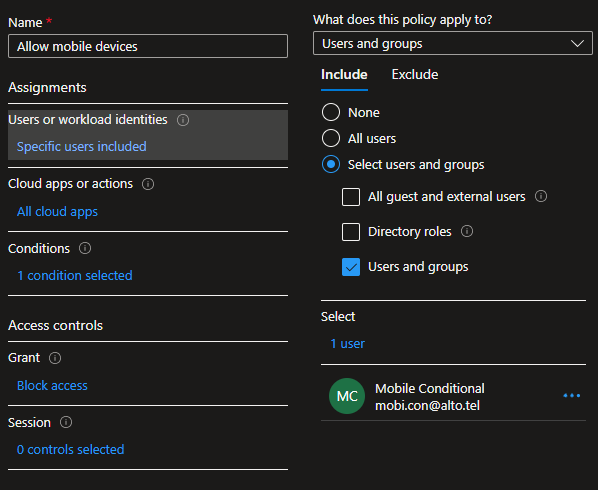 Name *
Allow mobile devices
Assignments
Users or workload identities
Specific users included
Cloud apps or actions
All cloud apps
Conditions
1 condition selected
Access controls
Grant
Block access
Session
0 controls selected
What does this policy apply to?
Users and groups
Include Exclude
None
All users
Select users and groups
All guest and external users
Directory roles
Users and groups
Select
1 user
MC
Mobile Conditional
mobi.con@alto.tel